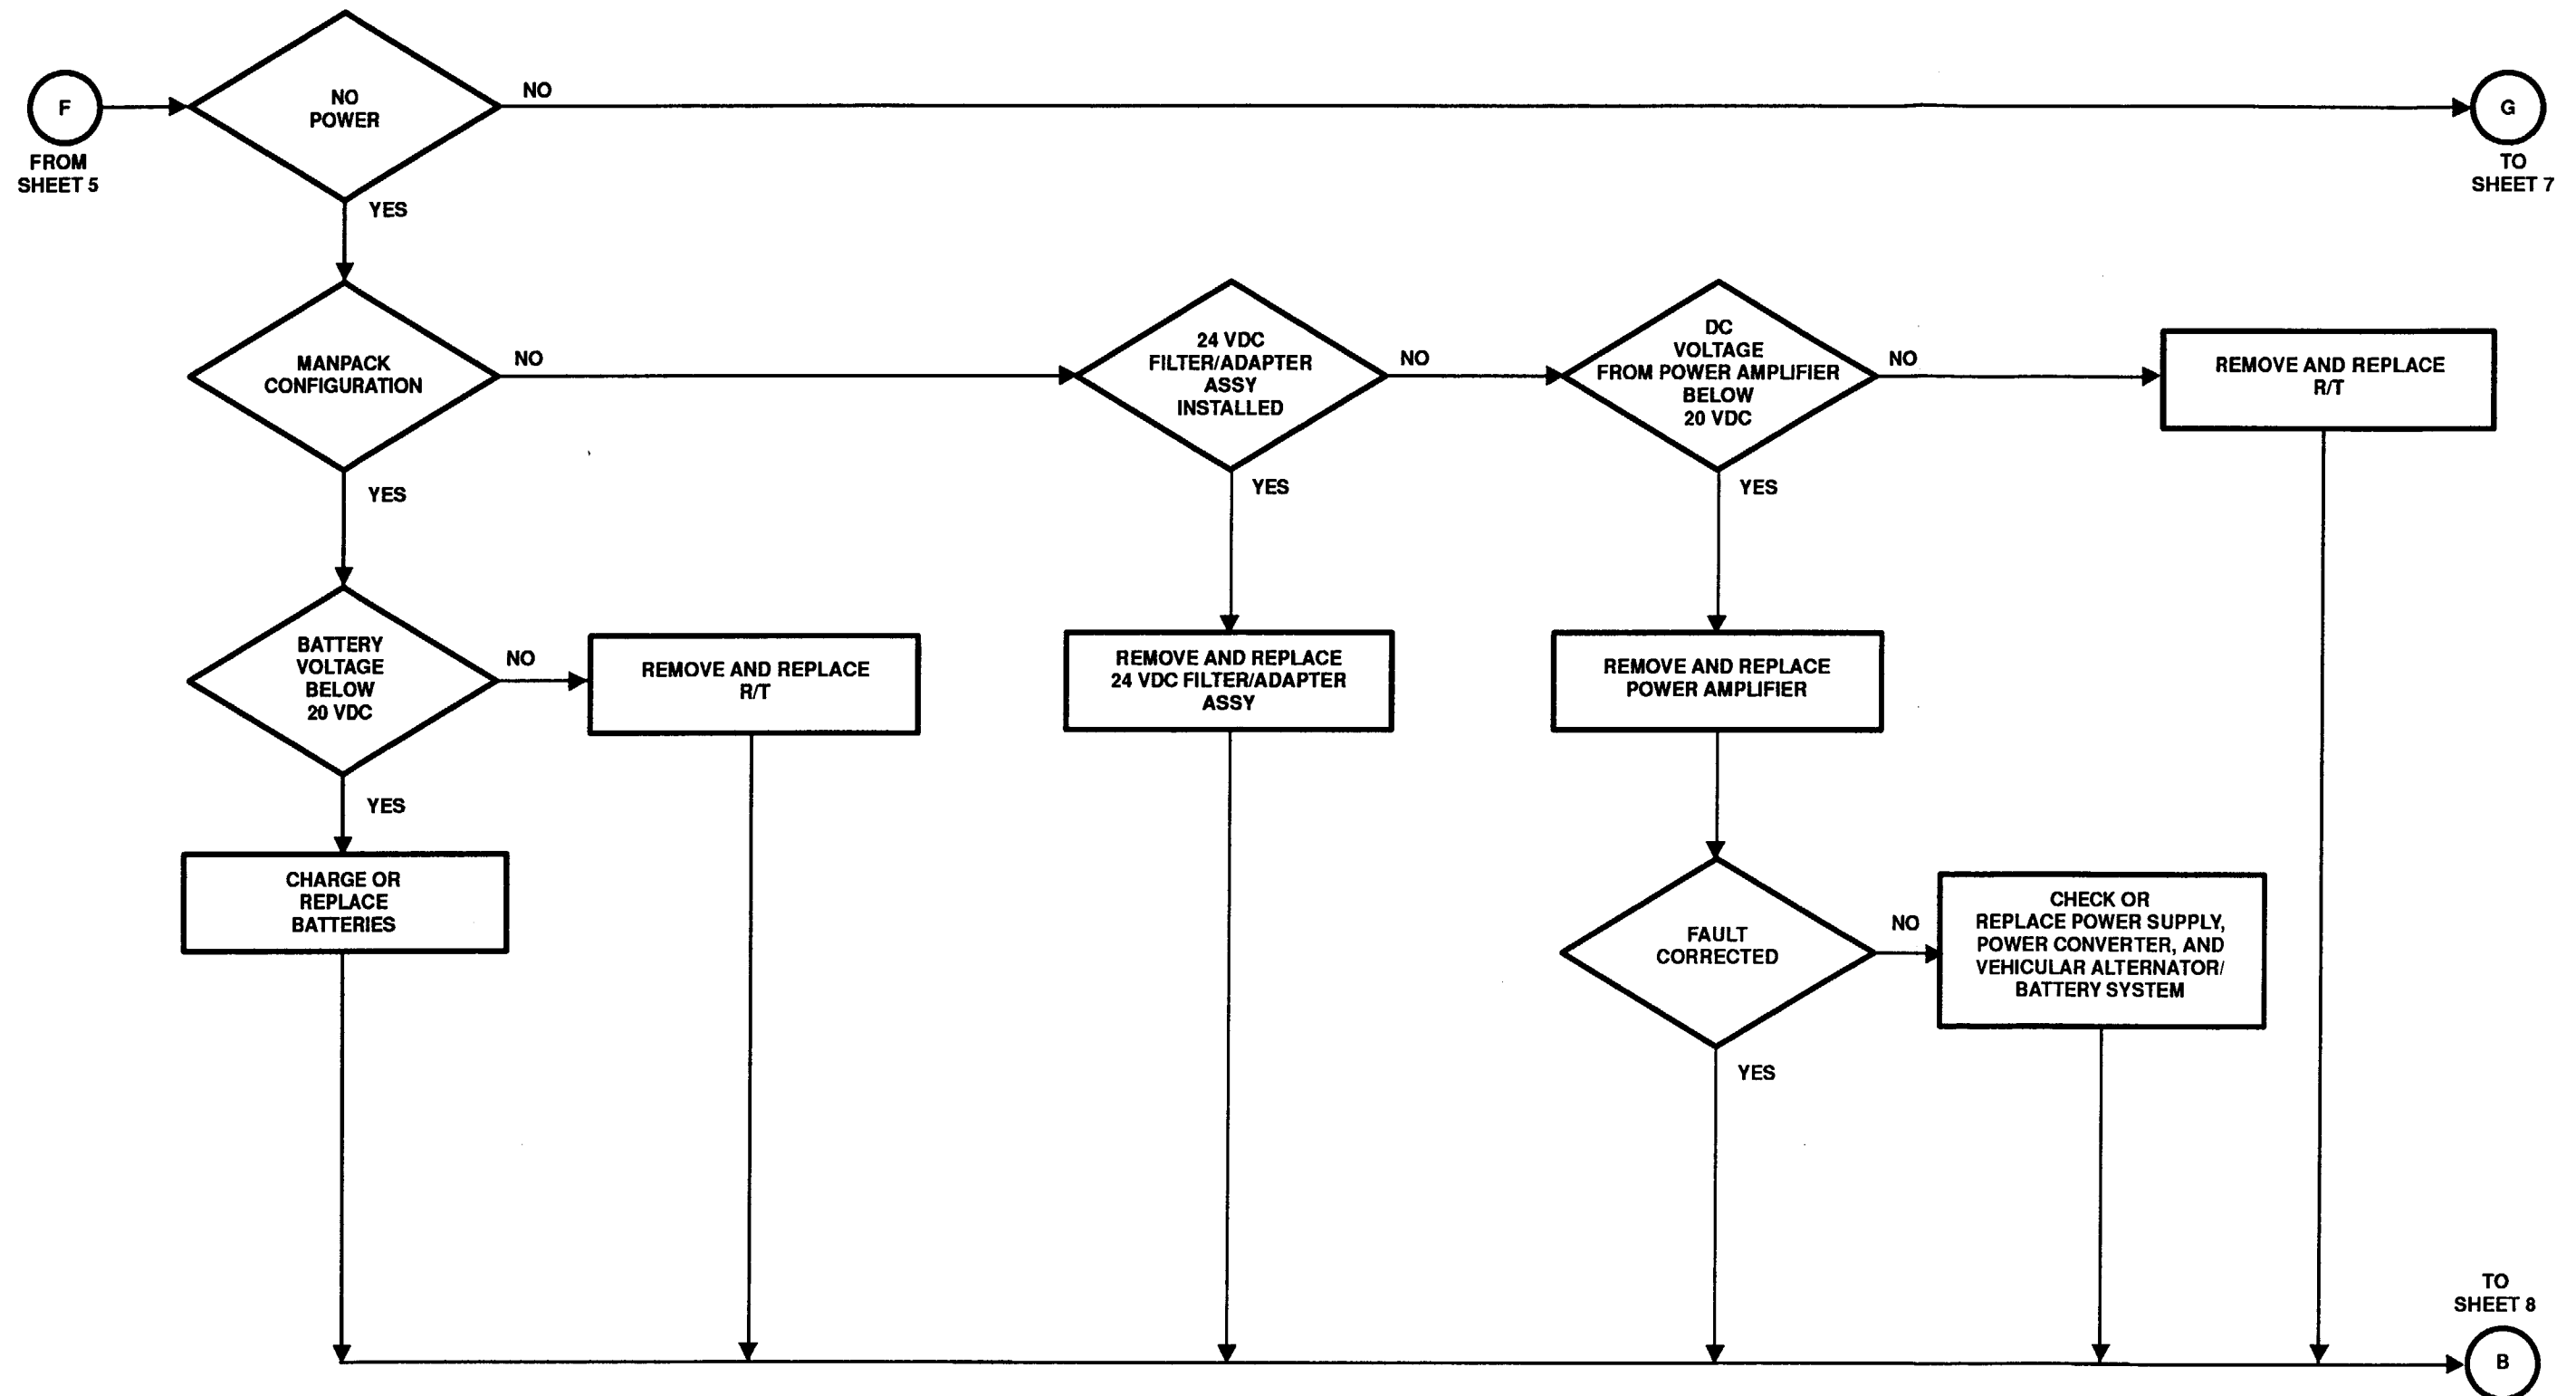 F
FROM
SHEET 5
NO
POWER
NO
G
TO
SHEET 7
YES
MANPACK
CONFIGURATION
NO
24 VDC
FILTER/ADAPTER
ASSY
INSTALLED
NO
DC
VOLTAGE
FROM POWER AMPLIFIER
BELOW
20 VDC
NO
REMOVE AND REPLACE
R/T
YES
YES
YES
BATTERY
VOLTAGE
BELOW
20 VDC
NO
REMOVE AND REPLACE
R/T
REMOVE AND REPLACE
24 VDC FILTER/ADAPTER
ASSY
REMOVE AND REPLACE
POWER AMPLIFIER
YES
CHARGE OR
REPLACE
BATTERIES
FAULT
CORRECTED
NO
CHECK OR
REPLACE POWER SUPPLY,
POWER CONVERTER, AND
VEHICULAR ALTERNATOR/
BATTERY SYSTEM
YES
TO
SHEET 8
B